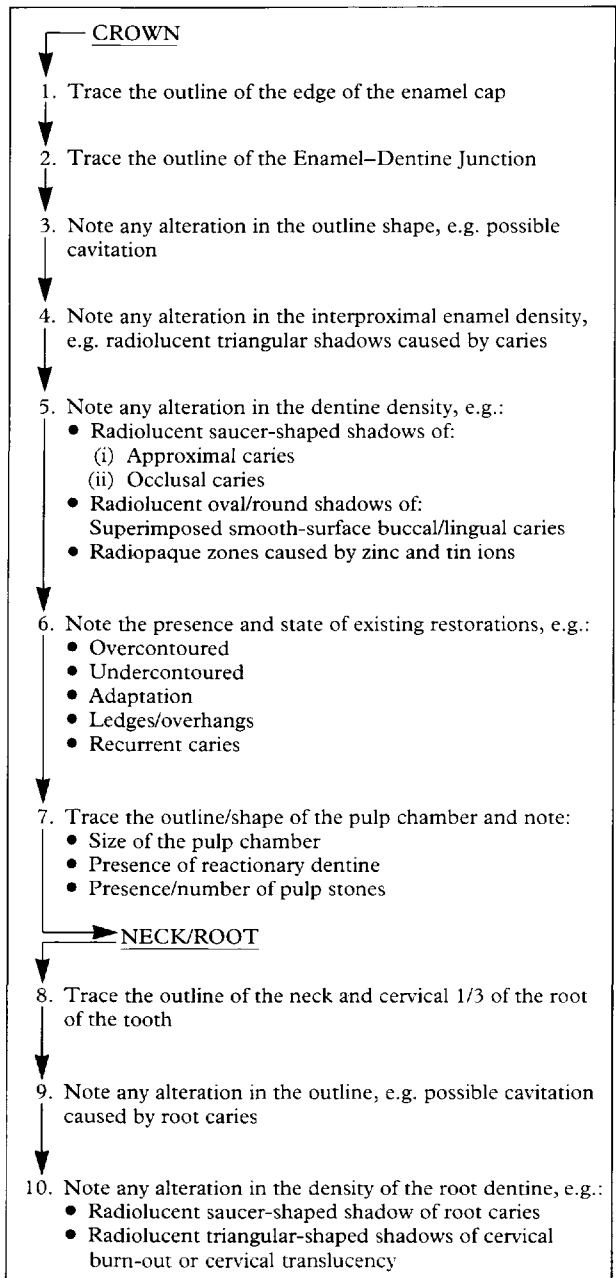 CROWN
1. Trace the outline of the edge of the enamel cap
2. Trace the outline of the Enamel–Dentine Junction
3. Note any alteration in the outline shape, e.g. possible
cavitation
4. Note any alteration in the interproximal enamel density,
e.g. radiolucent triangular shadows caused by caries
5. Note any alteration in the dentine density, e.g.:
● Radiolucent saucer-shaped shadows of:
(i) Approximal caries
(ii) Occlusal caries
● Radiolucent oval/round shadows of:
Superimposed smooth-surface buccal/lingual caries
● Radiopaque zones caused by zinc and tin ions
6. Note the presence and state of existing restorations, e.g.:
● Overcontoured
● Undercontoured
● Adaptation
● Ledges/overhangs
● Recurrent caries
7. Trace the outline/shape of the pulp chamber and note:
● Size of the pulp chamber
● Presence of reactionary dentine
● Presence/number of pulp stones
NECK/ROOT
8. Trace the outline of the neck and cervical 1/3 of the root
of the tooth
9. Note any alteration in the outline, e.g. possible cavitation
caused by root caries
10. Note any alteration in the density of the root dentine, e.g.:
● Radiolucent saucer-shaped shadow of root caries
● Radiolucent triangular-shaped shadows of cervical
burn-out or cervical translucency